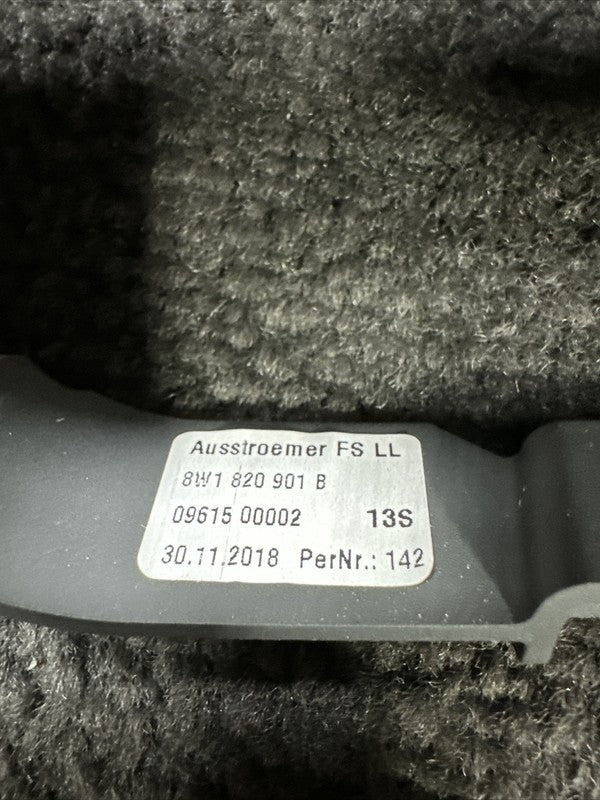 Ausstroemer FS LL
8W1 820 901 B
09615 00002 13S
30.11.2018 PerNr.: 142